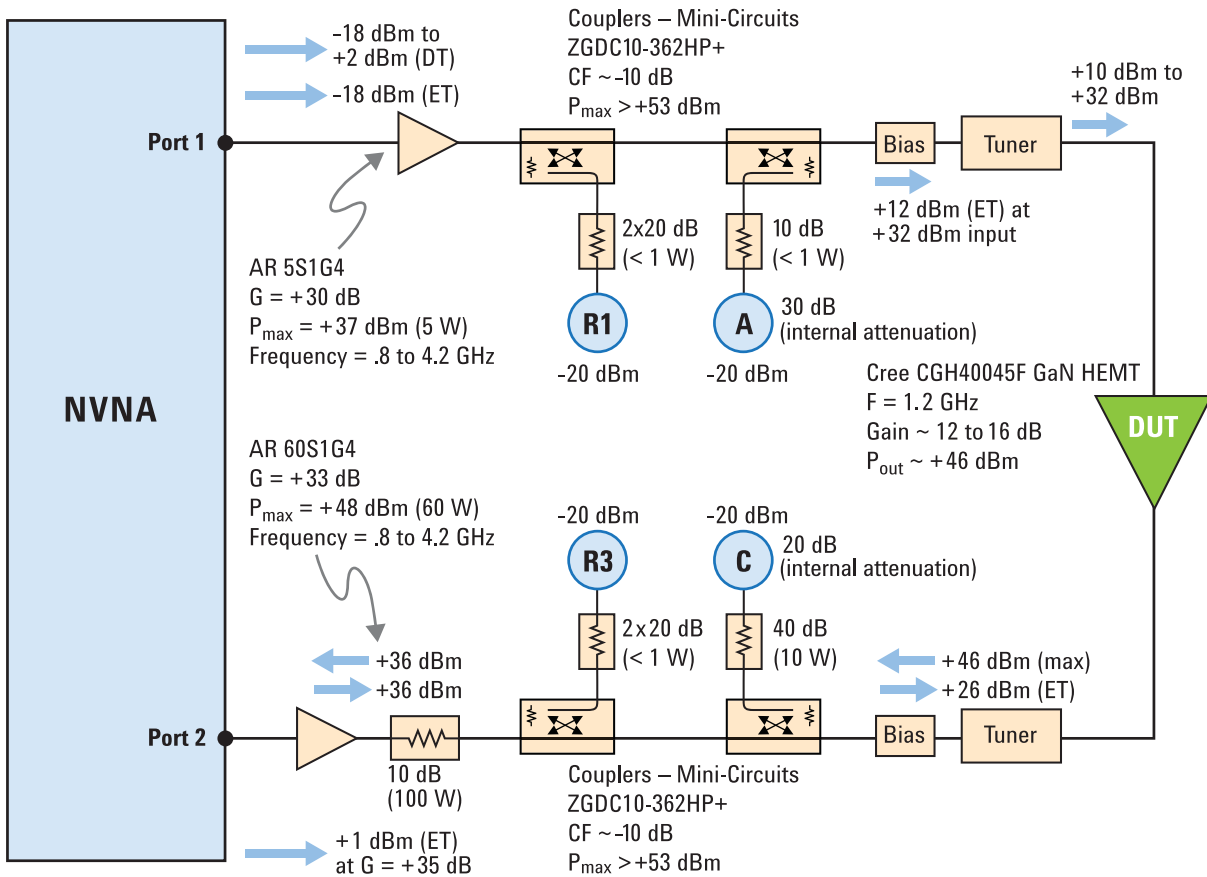 -18 dBm to
+2 dBm (DT)
-18 dBm (ET)
Couplers – Mini-Circuits
ZGDC10-362HP+
CF ~-10 dB
Pmax >+53 dBm
+10 dBm to
+32 dBm
Port 1
Bias
Tuner
+12 dBm (ET) at
+32 dBm input
2x20 dB
(< 1 W)
10 dB
(< 1 W)
AR 5S1G4
G = +30 dB
Pmax = +37 dBm (5 W)
Frequency = .8 to 4.2 GHz
R1
-20 dBm
A
30 dB
(internal attenuation)
-20 dBm
NVNA
Cree CGH40045F GaN HEMT
F = 1.2 GHz
Gain ~ 12 to 16 dB
Pout ~ +46 dBm
DUT
AR 60S1G4
G = +33 dB
Pmax = +48 dBm (60 W)
Frequency = .8 to 4.2 GHz
-20 dBm
R3
-20 dBm
C
20 dB
(internal attenuation)
2x20 dB
(< 1 W)
40 dB
(10 W)
+36 dBm
+36 dBm
+46 dBm (max)
+26 dBm (ET)
Port 2
10 dB
(100 W)
Bias
Tuner
Couplers – Mini-Circuits
ZGDC10-362HP+
CF ~-10 dB
Pmax >+53 dBm
+1 dBm (ET)
at G = +35 dB